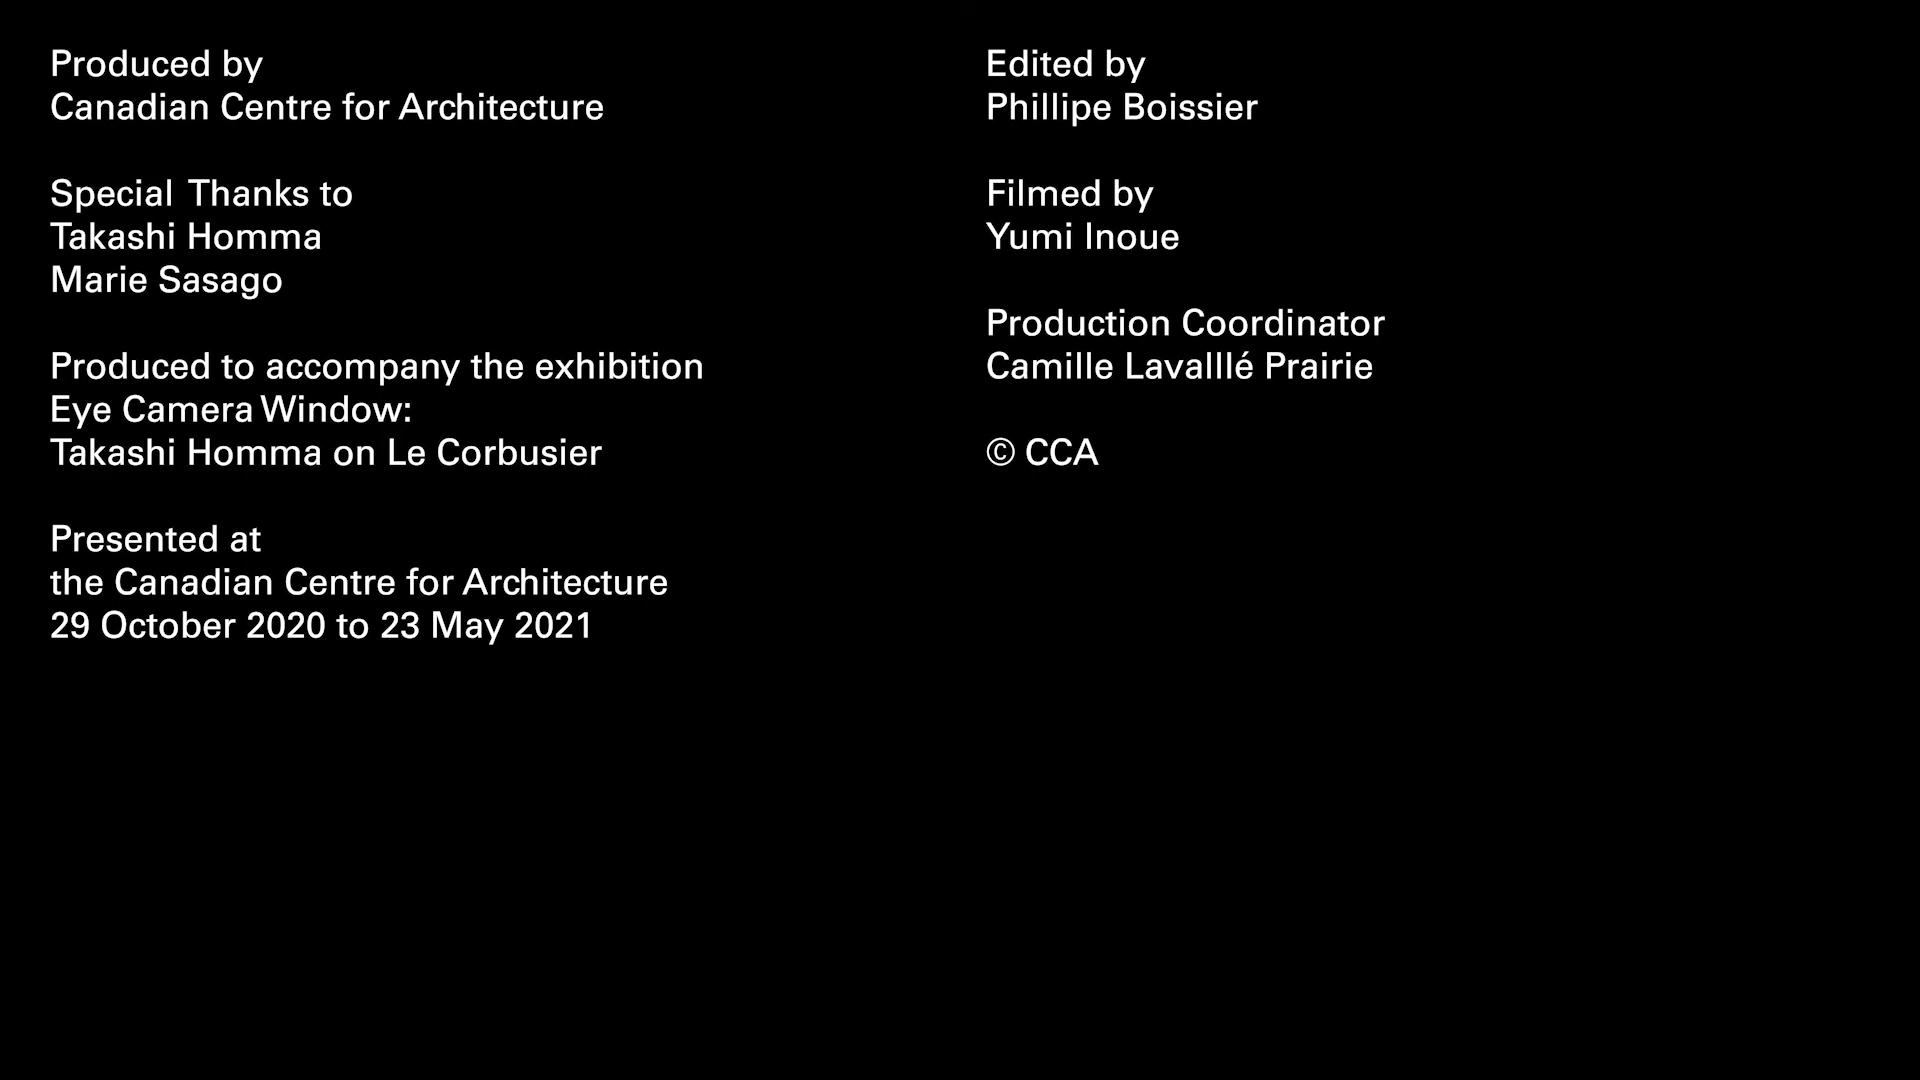 Produced by
Canadian Centre for Architecture
Special Thanks to
Takashi Homma
Marie Sasago
Produced to accompany the exhibition
Eye Camera Window:
Takashi Homma on Le Corbusier
Presented at
the Canadian Centre for Architecture
29 October 2020 to 23 May 2021
Edited by
Phillipe Boissier
Filmed by
Yumi Inoue
Production Coordinator
Camille Lavalllé Prairie
© CCA